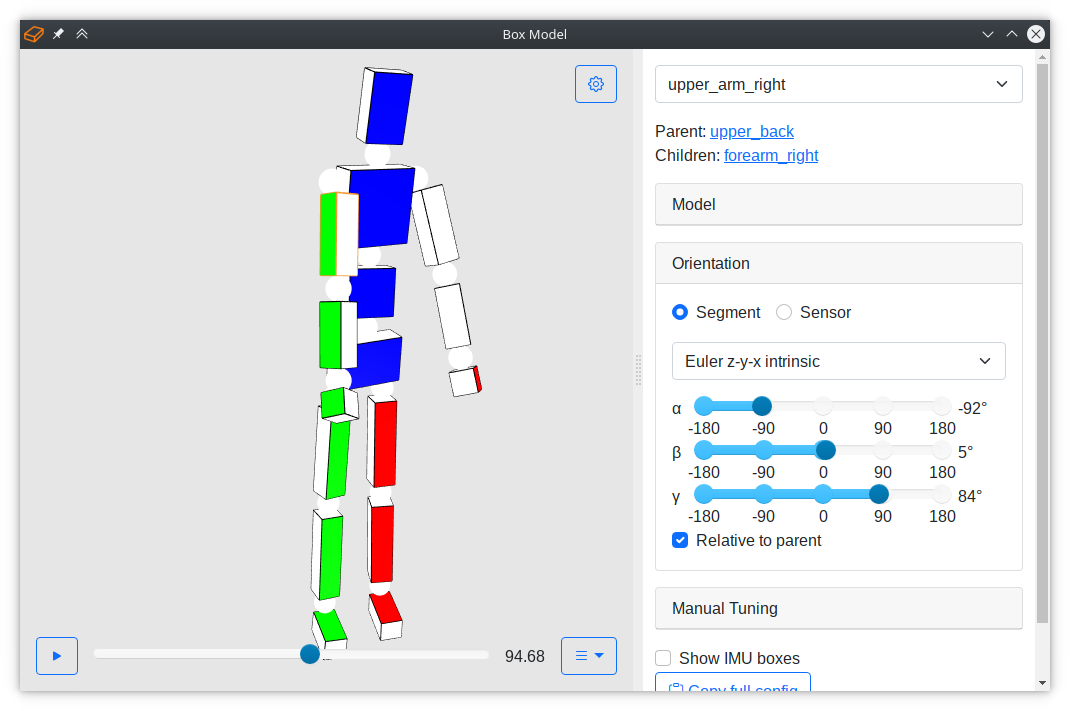 Box Model
upper_arm_right
Parent: upper_back
Children: forearm_right
Model
Orientation
Segment Sensor
Euler z-y-x intrinsic
α -92°
-180 -90 0 90 180
β 5°
-180 -90 0 90 180
γ 84°
-180 -90 0 90 180
Relative to parent
Manual Tuning
94.68
Show IMU boxes
Copy full config